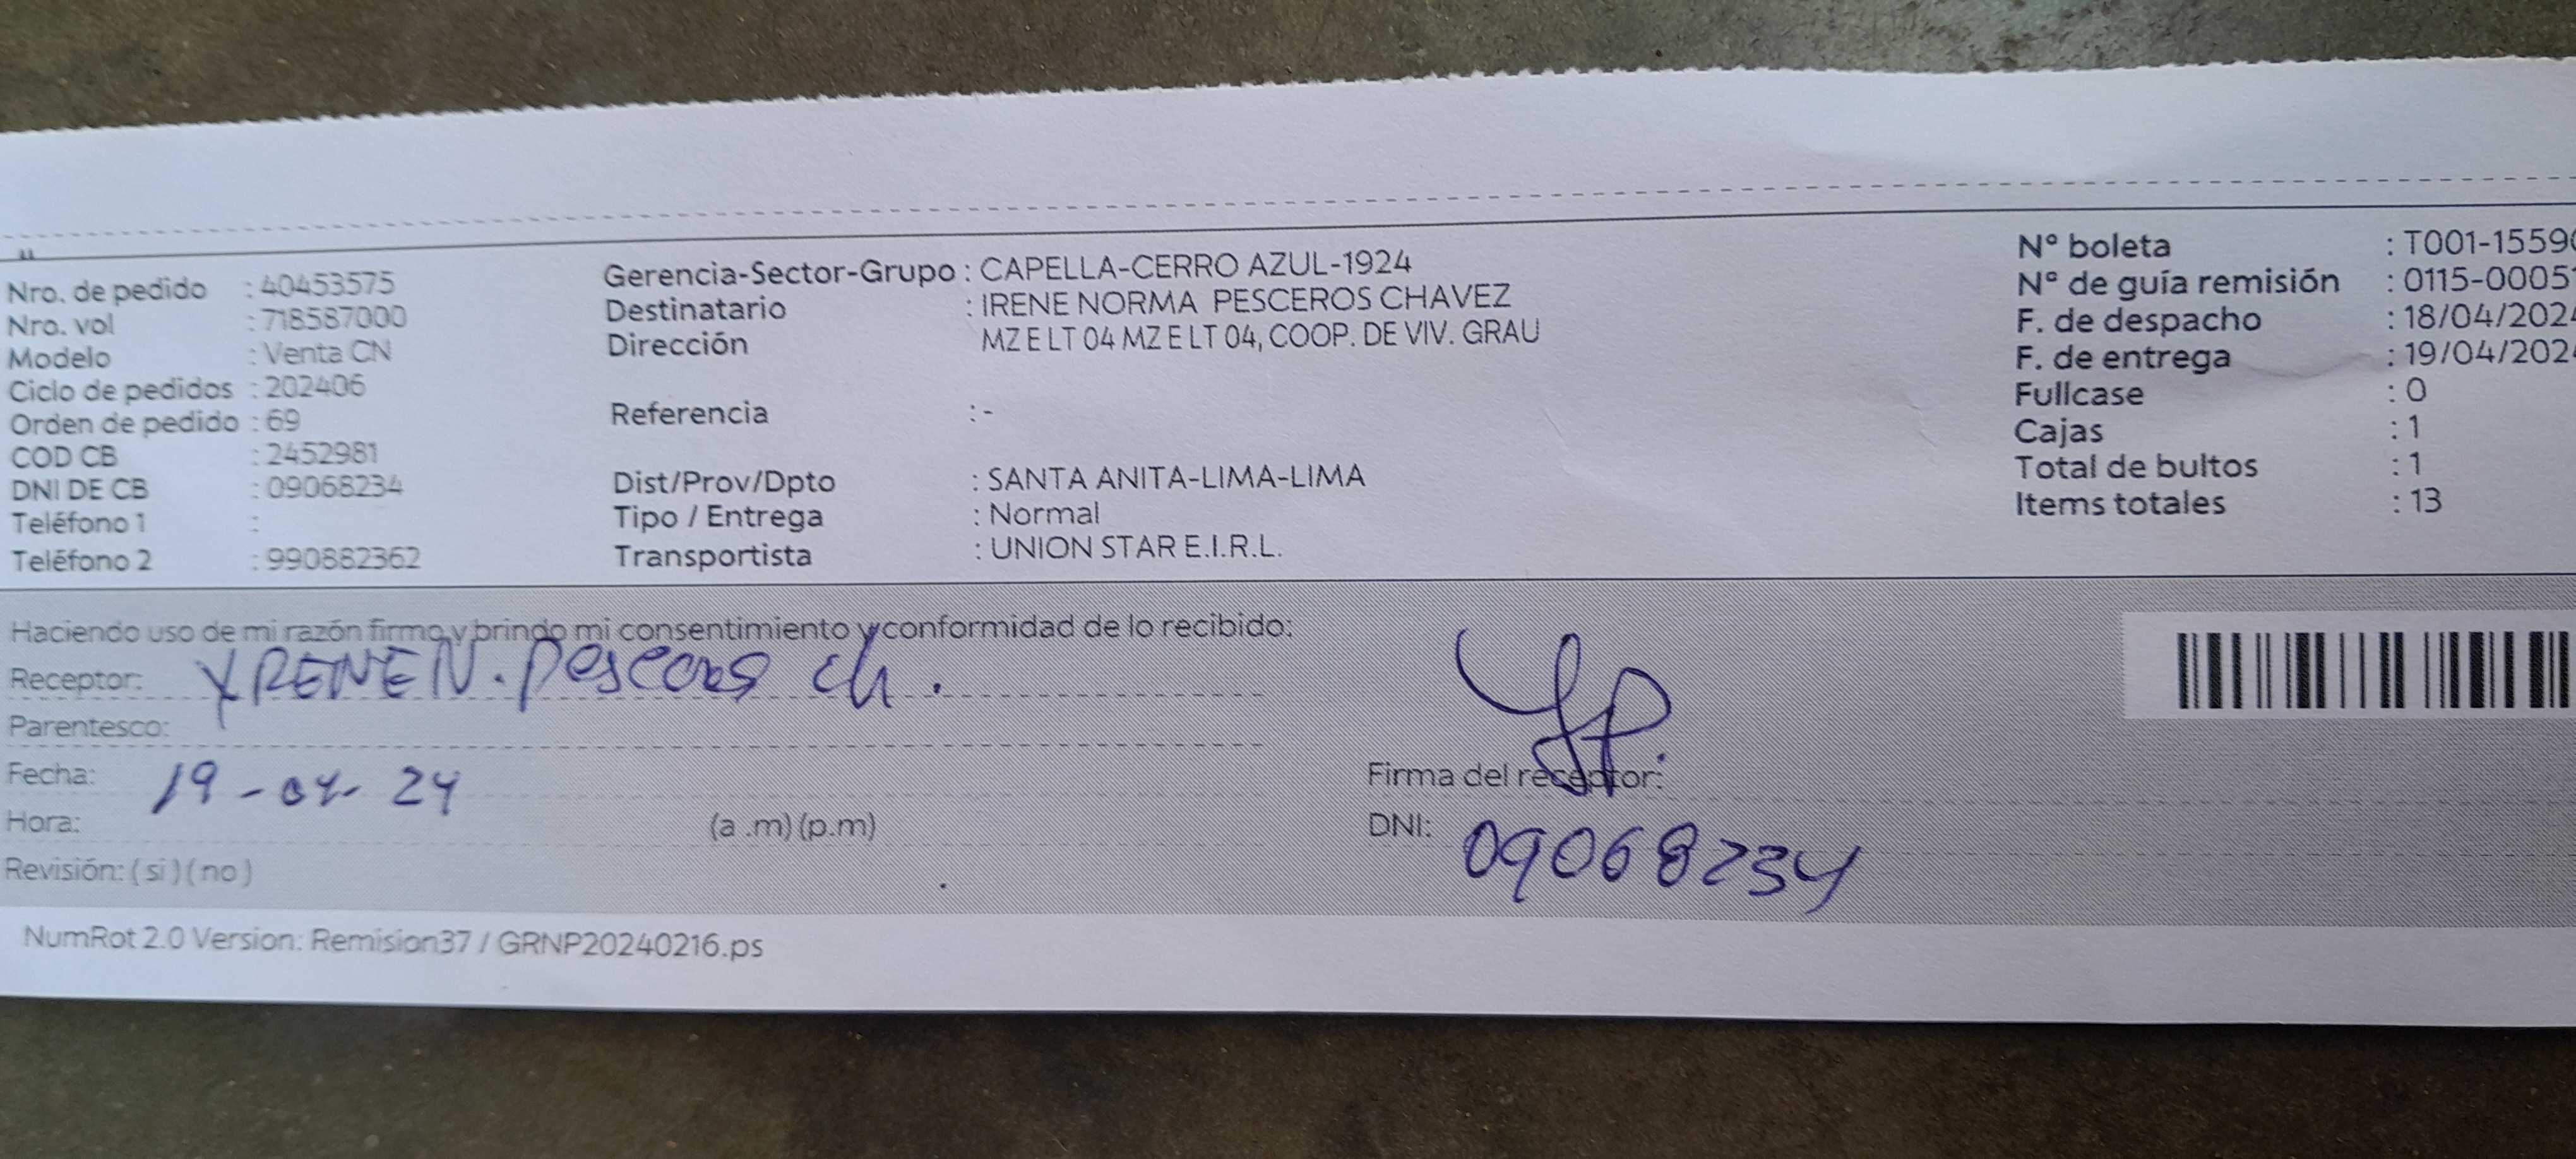 Nro. de pedido : 40453575
Nro. vol : 718587000
Modelo : Venta CN
Ciclo de pedidos : 202406
Orden de pedido : 69
COD CB : 2452981
DNI DE CB : 09068234
Teléfono 1 :
Teléfono 2 : 990882362
Gerencia-Sector-Grupo : CAPELLA-CERRO AZUL-1924
Destinatario : IRENE NORMA PESCEROS CHAVEZ
Dirección MZ E LT 04 MZ E LT 04, COOP. DE VIV. GRAU
Referencia : -
Dist/Prov/Dpto : SANTA ANITA-LIMA-LIMA
Tipo / Entrega : Normal
Transportista : UNION STAR E.I.R.L.
Nº boleta : T001-1559
Nº de guía remisión : 0115-0005
F. de despacho : 18/04/202
F. de entrega : 19/04/202
Fullcase : 0
Cajas : 1
Total de bultos : 1
Items totales : 13
Haciendo uso de mi razón firmo y brindo mi consentimiento y conformidad de lo recibido:
Receptor: YRENE N. Pesceros Ch.
Parentesco:
Fecha: 19-04-24
Hora: (a .m) (p.m)
Revisión: ( si ) ( no )
Firma del receptor:
DNI: 09068234
NumRot 2.0 Version: Remision37 / GRNP20240216.ps